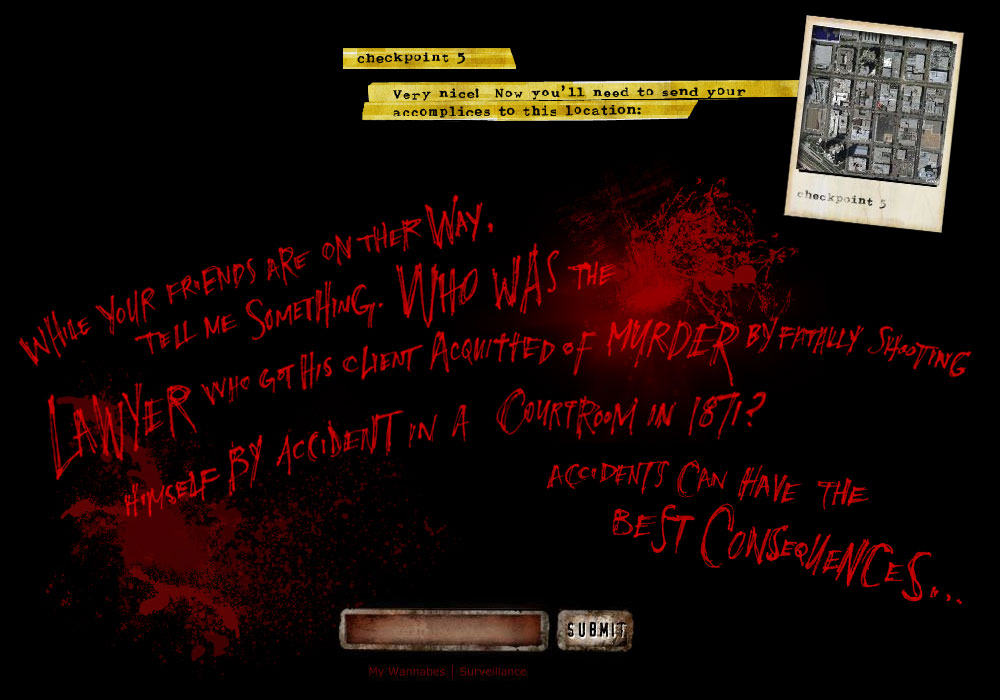 checkpoint 5
Very nice! Now you'll need to send your
accomplices to this location:
checkpoint 5
WHILE YOUR FRIENDS ARE ON THER WAY,
TELL ME SOMETHING. WHO WAS THE
LAWYER WHO GOT HIS CLIENT ACQUITTED OF MURDER BY FATALLY SHOOTING
HIMSELF BY ACCIDENT IN A COURTROOM IN 1871?
ACCIDENTS CAN HAVE THE
BEST CONSEQUENCES...
SUBMIT
My Wannabes | Surveillance